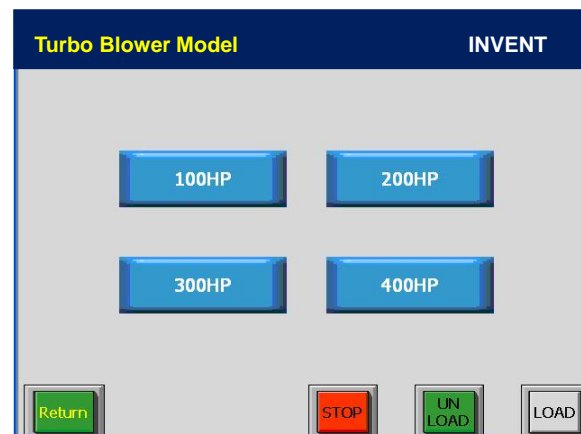 Turbo Blower Model INVENT
100HP 200HP
300HP 400HP
Return STOP UN LOAD LOAD